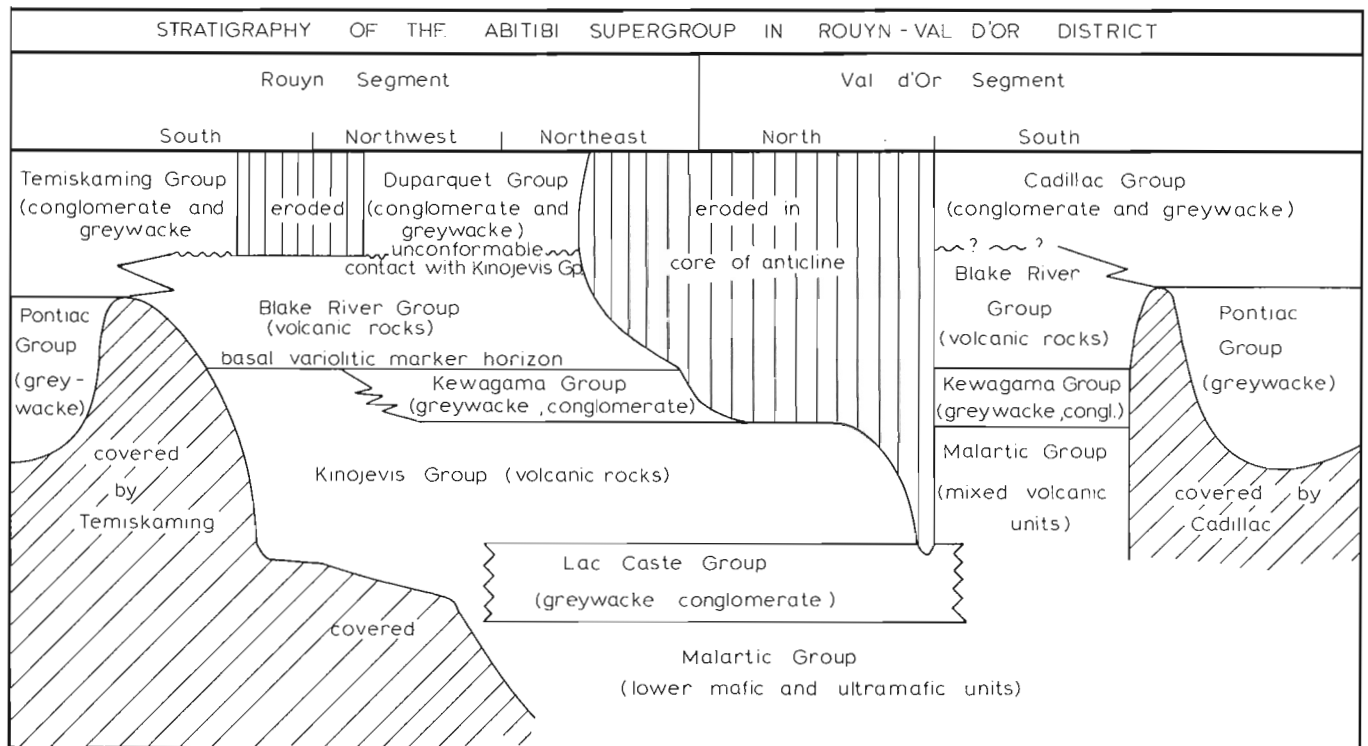 STRATIGRAPHY OF THE ABITIBI SUPERGROUP IN ROUYN - VAL D'OR DISTRICT
Rouyn Segment
Val d'Or Segment
South
Northwest
Northeast
North
South
Temiskaming Group
(conglomerate and
greywacke
eroded
Duparquet Group
(conglomerate and
greywacke)
unconformable
contact with Kinojevis Gp.
eroded in
core of anticline
Cadillac Group
(conglomerate and greywacke)
? ?
Blake River
Group
(volcanic rocks)
Pontiac
Group
(grey-
wacke)
Blake River Group
(volcanic rocks)
basal variolitic marker horizon
Pontiac
Group
(greywacke)
Kewagama Group
(greywacke, conglomerate)
Kewagama Group
(greywacke, congl.)
covered
by
Temiskaming
Kinojevis Group (volcanic rocks)
Malartic Group
(mixed volcanic
units)
covered by
Cadillac
Lac Caste Group
(greywacke conglomerate)
covered
Malartic Group
(lower mafic and ultramafic units)